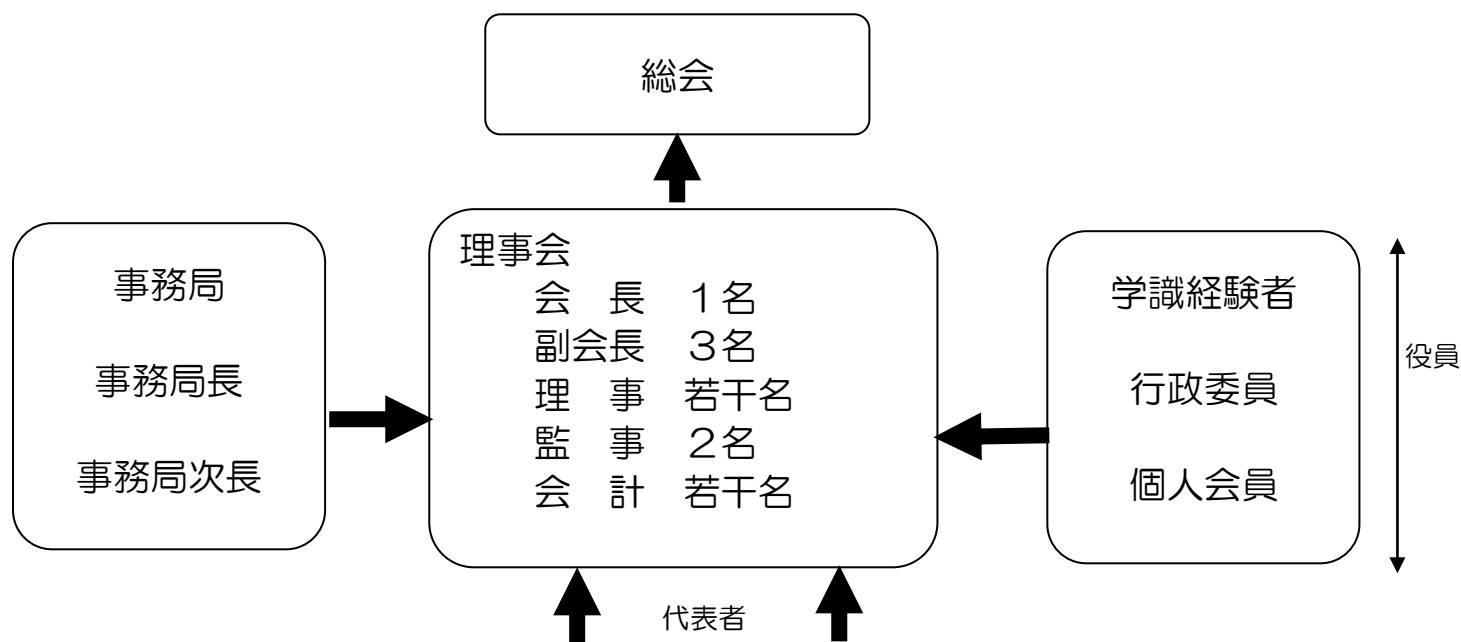 総会
事務局
事務局長
事務局次長
理事会
会　長　１名
副会長　３名
理　事　若干名
監　事　２名
会　計　若干名
学識経験者
行政委員
個人会員
役員
代表者